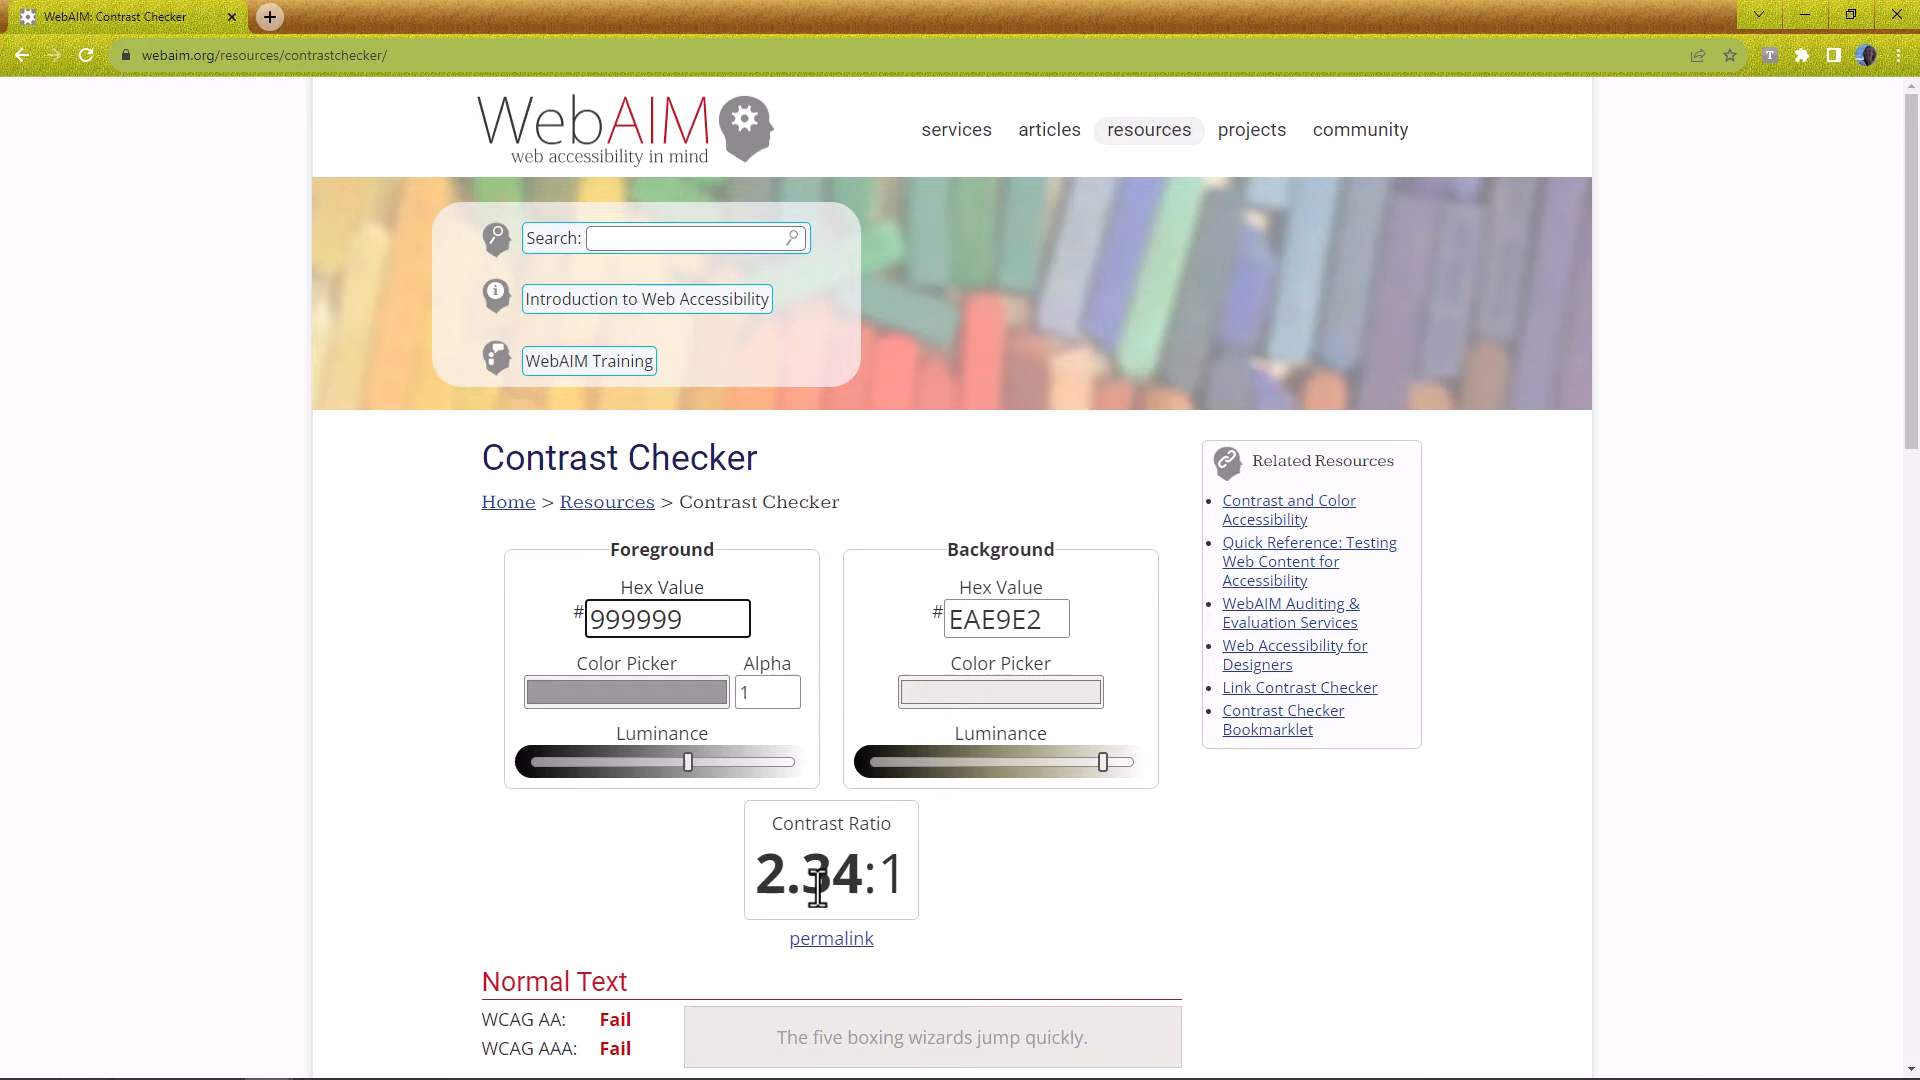 WebAIM: Contrast Checker
webaim.org/resources/contrastchecker/
T
WebAIM
web accessibility in mind
services articles resources projects community
Search:
Introduction to Web Accessibility
WebAIM Training
Contrast Checker
Home > Resources > Contrast Checker
Foreground
Hex Value
#999999
Color Picker Alpha
1
Luminance
Background
Hex Value
#EAE9E2
Color Picker
Luminance
Contrast Ratio
2.34:1
permalink
Normal Text
WCAG AA: Fail
WCAG AAA: Fail
The five boxing wizards jump quickly.
Related Resources
Contrast and Color
Accessibility
Quick Reference: Testing
Web Content for
Accessibility
WebAIM Auditing &
Evaluation Services
Web Accessibility for
Designers
Link Contrast Checker
Contrast Checker
Bookmarklet